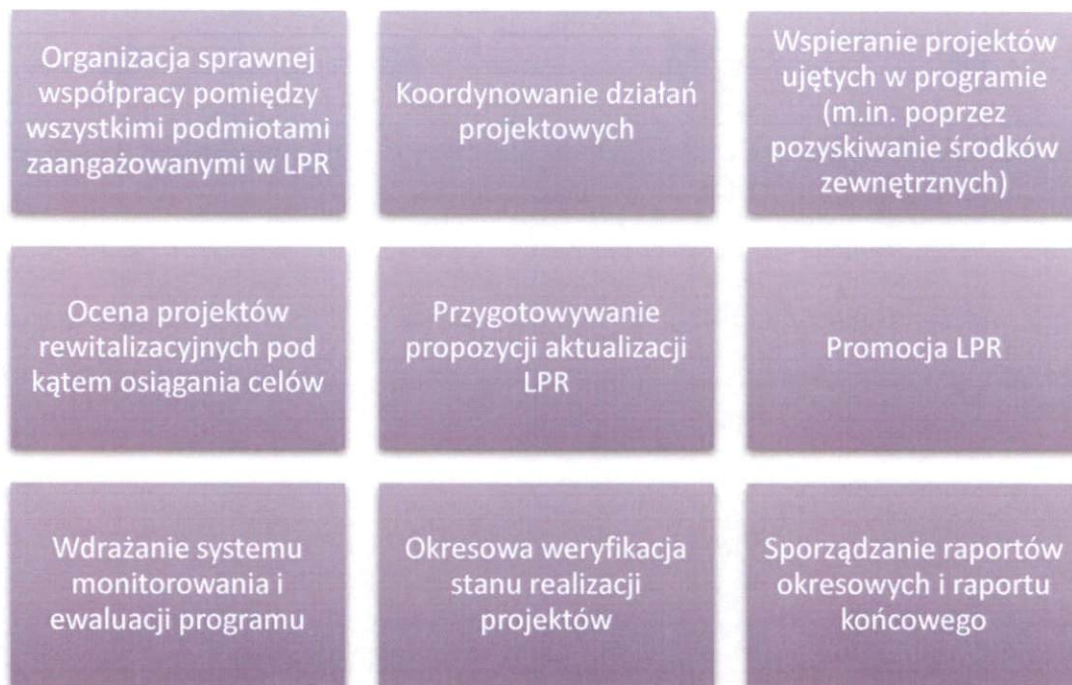 Organizacja sprawnej
współpracy pomiędzy
wszystkimi podmiotami
zaangażowanymi w LPR
Koordynowanie działań
projektowych
Wspieranie projektów
ujętych w programie
(m.in. poprzez
pozyskiwanie środków
zewnętrznych)
Ocena projektów
rewitalizacyjnych pod
kątem osiągania celów
Przygotowywanie
propozycji aktualizacji
LPR
Promocja LPR
Wdrażanie systemu
monitorowania i
ewaluacji programu
Okresowa weryfikacja
stanu realizacji
projektów
Sporządzanie raportów
okresowych i raportu
końcowego